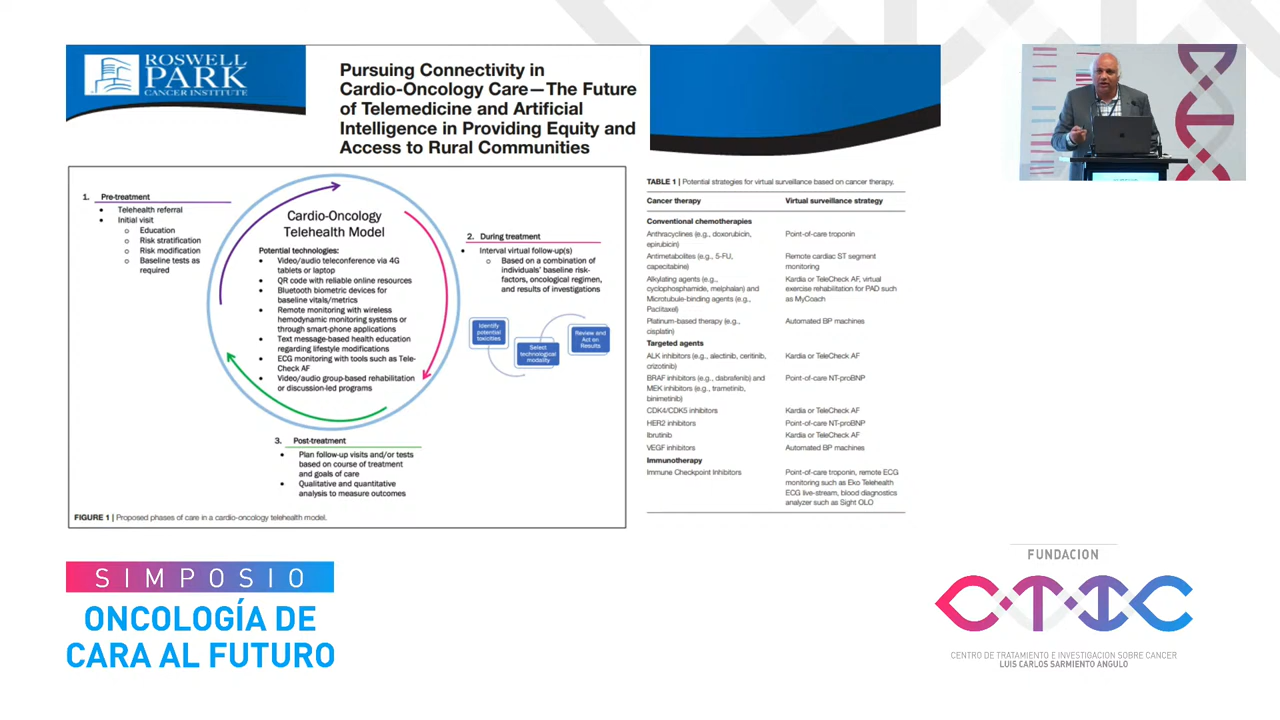 ROSWELL
PARK
CANCER INSTITUTE
Pursuing Connectivity in
Cardio-Oncology Care—The Future
of Telemedicine and Artificial
Intelligence in Providing Equity and
Access to Rural Communities
1. Pre-treatment
• Telehealth referral
• Initial visit
○ Education
○ Risk stratification
○ Risk modification
○ Baseline tests as
required
Cardio-Oncology
Telehealth Model
Potential technologies:
• Video/audio teleconference via 4G
tablets or laptop
• QR code with reliable online resources
• Bluetooth biometric devices for
baseline vitals/metrics
• Remote monitoring with wireless
hemodynamic monitoring systems or
through smart-phone applications
• Text message-based health education
regarding lifestyle modifications
• ECG monitoring with tools such as Tele-
Check AF
• Video/audio group-based rehabilitation
or discussion-led programs
2. During treatment
• Interval virtual follow-up(s)
○ Based on a combination of
individuals' baseline risk-
factors, oncological regimen,
and results of investigations
Identify
potential
toxicities
Select
technological
modality
Review and
Act on
Results
3. Post-treatment
• Plan follow-up visits and/or tests
based on course of treatment
and goals of care
• Qualitative and quantitative
analysis to measure outcomes
FIGURE 1 | Proposed phases of care in a cardio-oncology telehealth model.
TABLE 1 | Potential strategies for virtual surveillance based on cancer therapy.
Cancer therapy Virtual surveillance strategy
Conventional chemotherapies
Anthracyclines (e.g., doxorubicin, Point-of-care troponin
epirubicin)
Antimetabolites (e.g., 5-FU, Remote cardiac ST segment
capecitabine) monitoring
Alkylating agents (e.g., Kardia or TeleCheck AF, virtual
cyclophosphamide, melphalan) and exercise rehabilitation for PAD such
Microtubule-binding agents (e.g., as MyCoach
Paclitaxel)
Platinum-based therapy (e.g., Automated BP machines
cisplatin)
Targeted agents
ALK inhibitors (e.g., alectinib, ceritinib, Kardia or TeleCheck AF
crizotinib)
BRAF inhibitors (e.g., dabrafenib) and Point-of-care NT-proBNP
MEK inhibitors (e.g., trametinib,
binimetinib)
CDK4/CDK5 inhibitors Kardia or TeleCheck AF
HER2 inhibitors Point-of-care NT-proBNP
Ibrutinib Kardia or TeleCheck AF
VEGF inhibitors Automated BP machines
Immunotherapy
Immune Checkpoint Inhibitors Point-of-care troponin, remote ECG
monitoring such as Eko Telehealth
ECG live-stream, blood diagnostics
analyzer such as Sight OLO
SIMPOSIO
ONCOLOGÍA DE
CARA AL FUTURO
FUNDACION
CTIC
CENTRO DE TRATAMIENTO E INVESTIGACION SOBRE CANCER
LUIS CARLOS SARMIENTO ANGULO